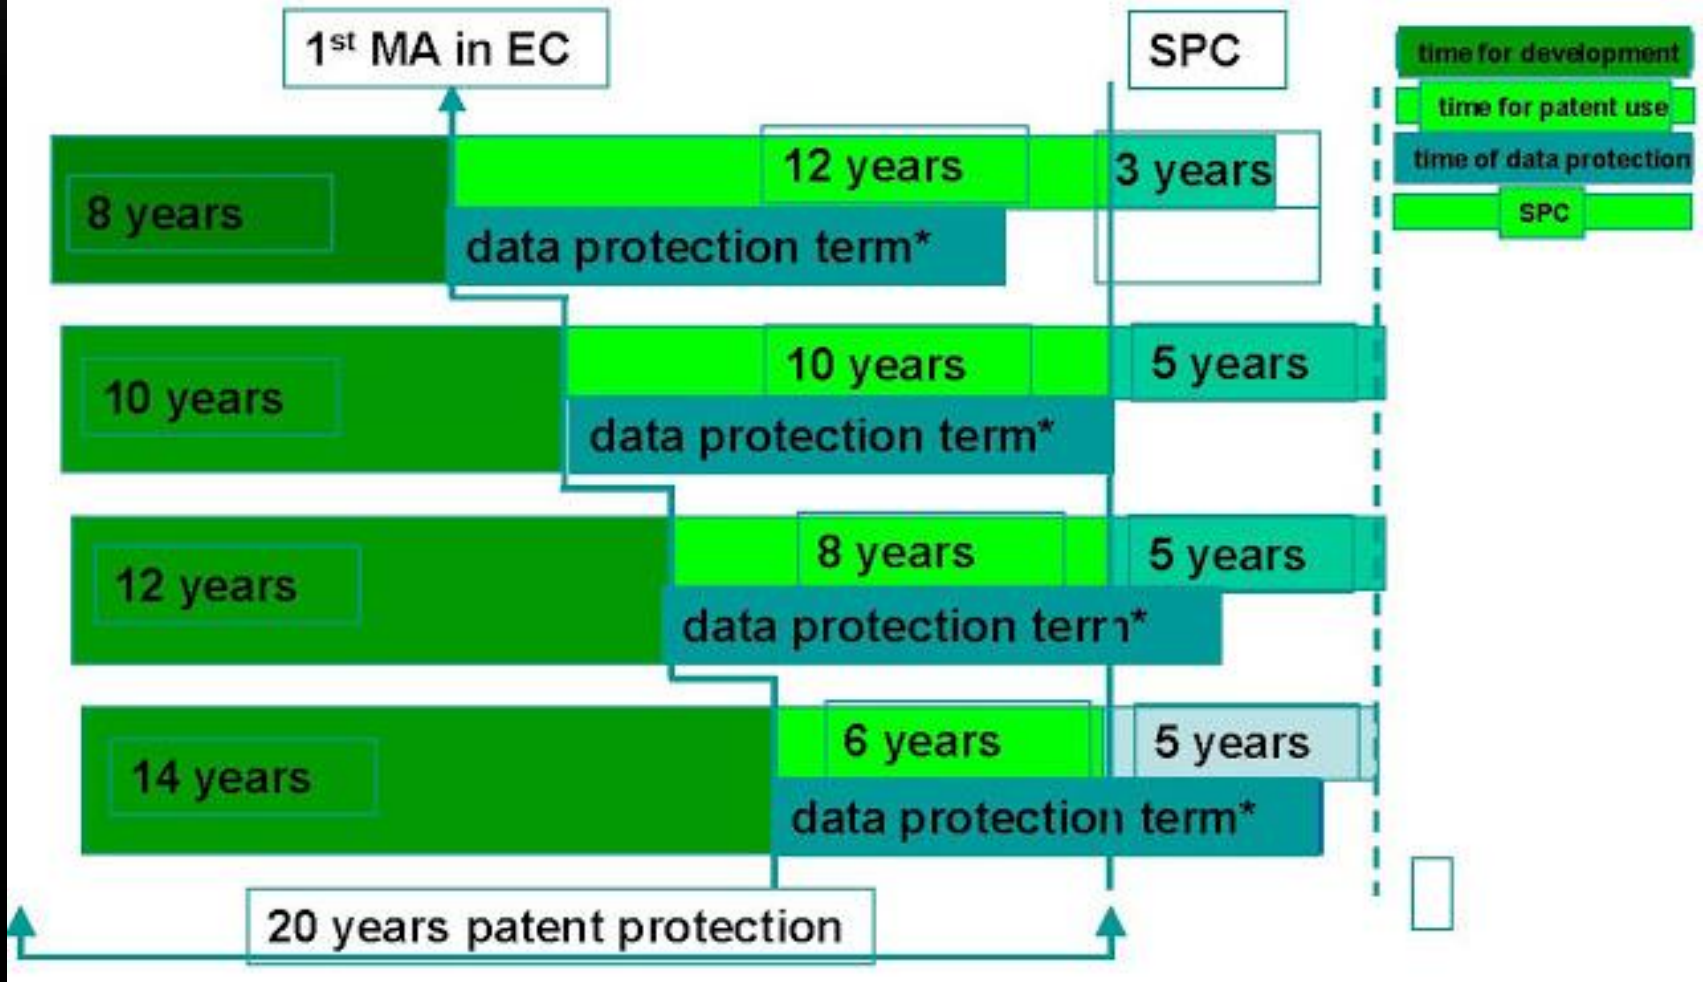 1st MA in EC
SPC
time for development
time for patent use
time of data protection
SPC
8 years
12 years
3 years
data protection term*
10 years
10 years
5 years
data protection term*
12 years
8 years
5 years
data protection term*
14 years
6 years
5 years
data protection term*
20 years patent protection